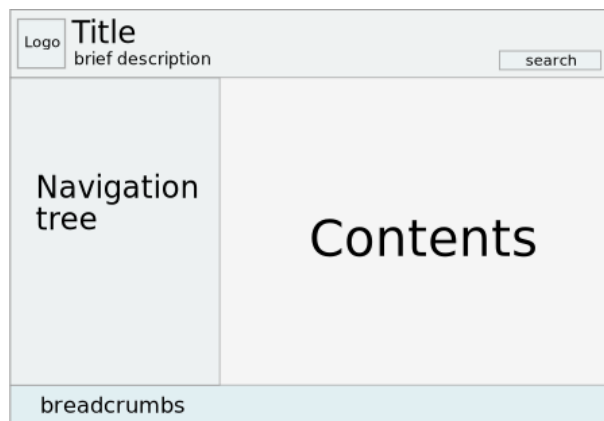 Logo
Title
brief description
search
Navigation
tree
Contents
breadcrumbs